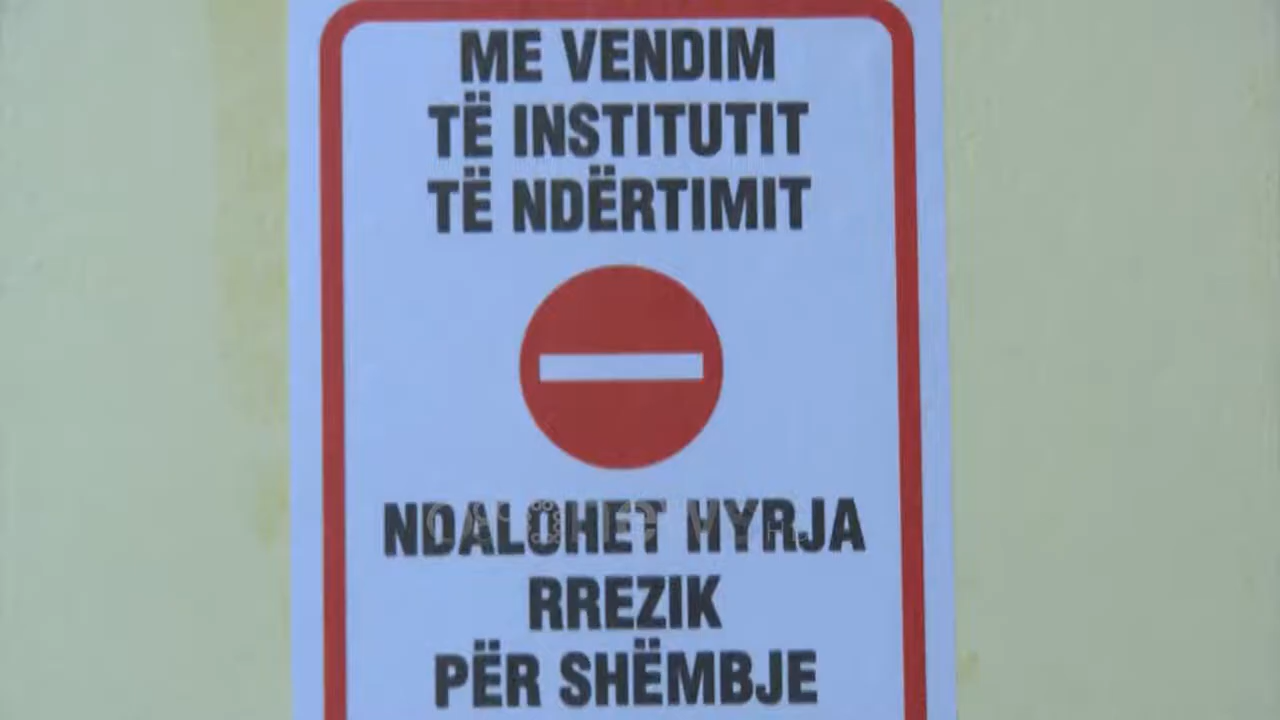 ME VENDIM
TË INSTITUTIT
TË NDËRTIMIT
NDALOHET HYRJA
RREZIK
PËR SHËMBJE